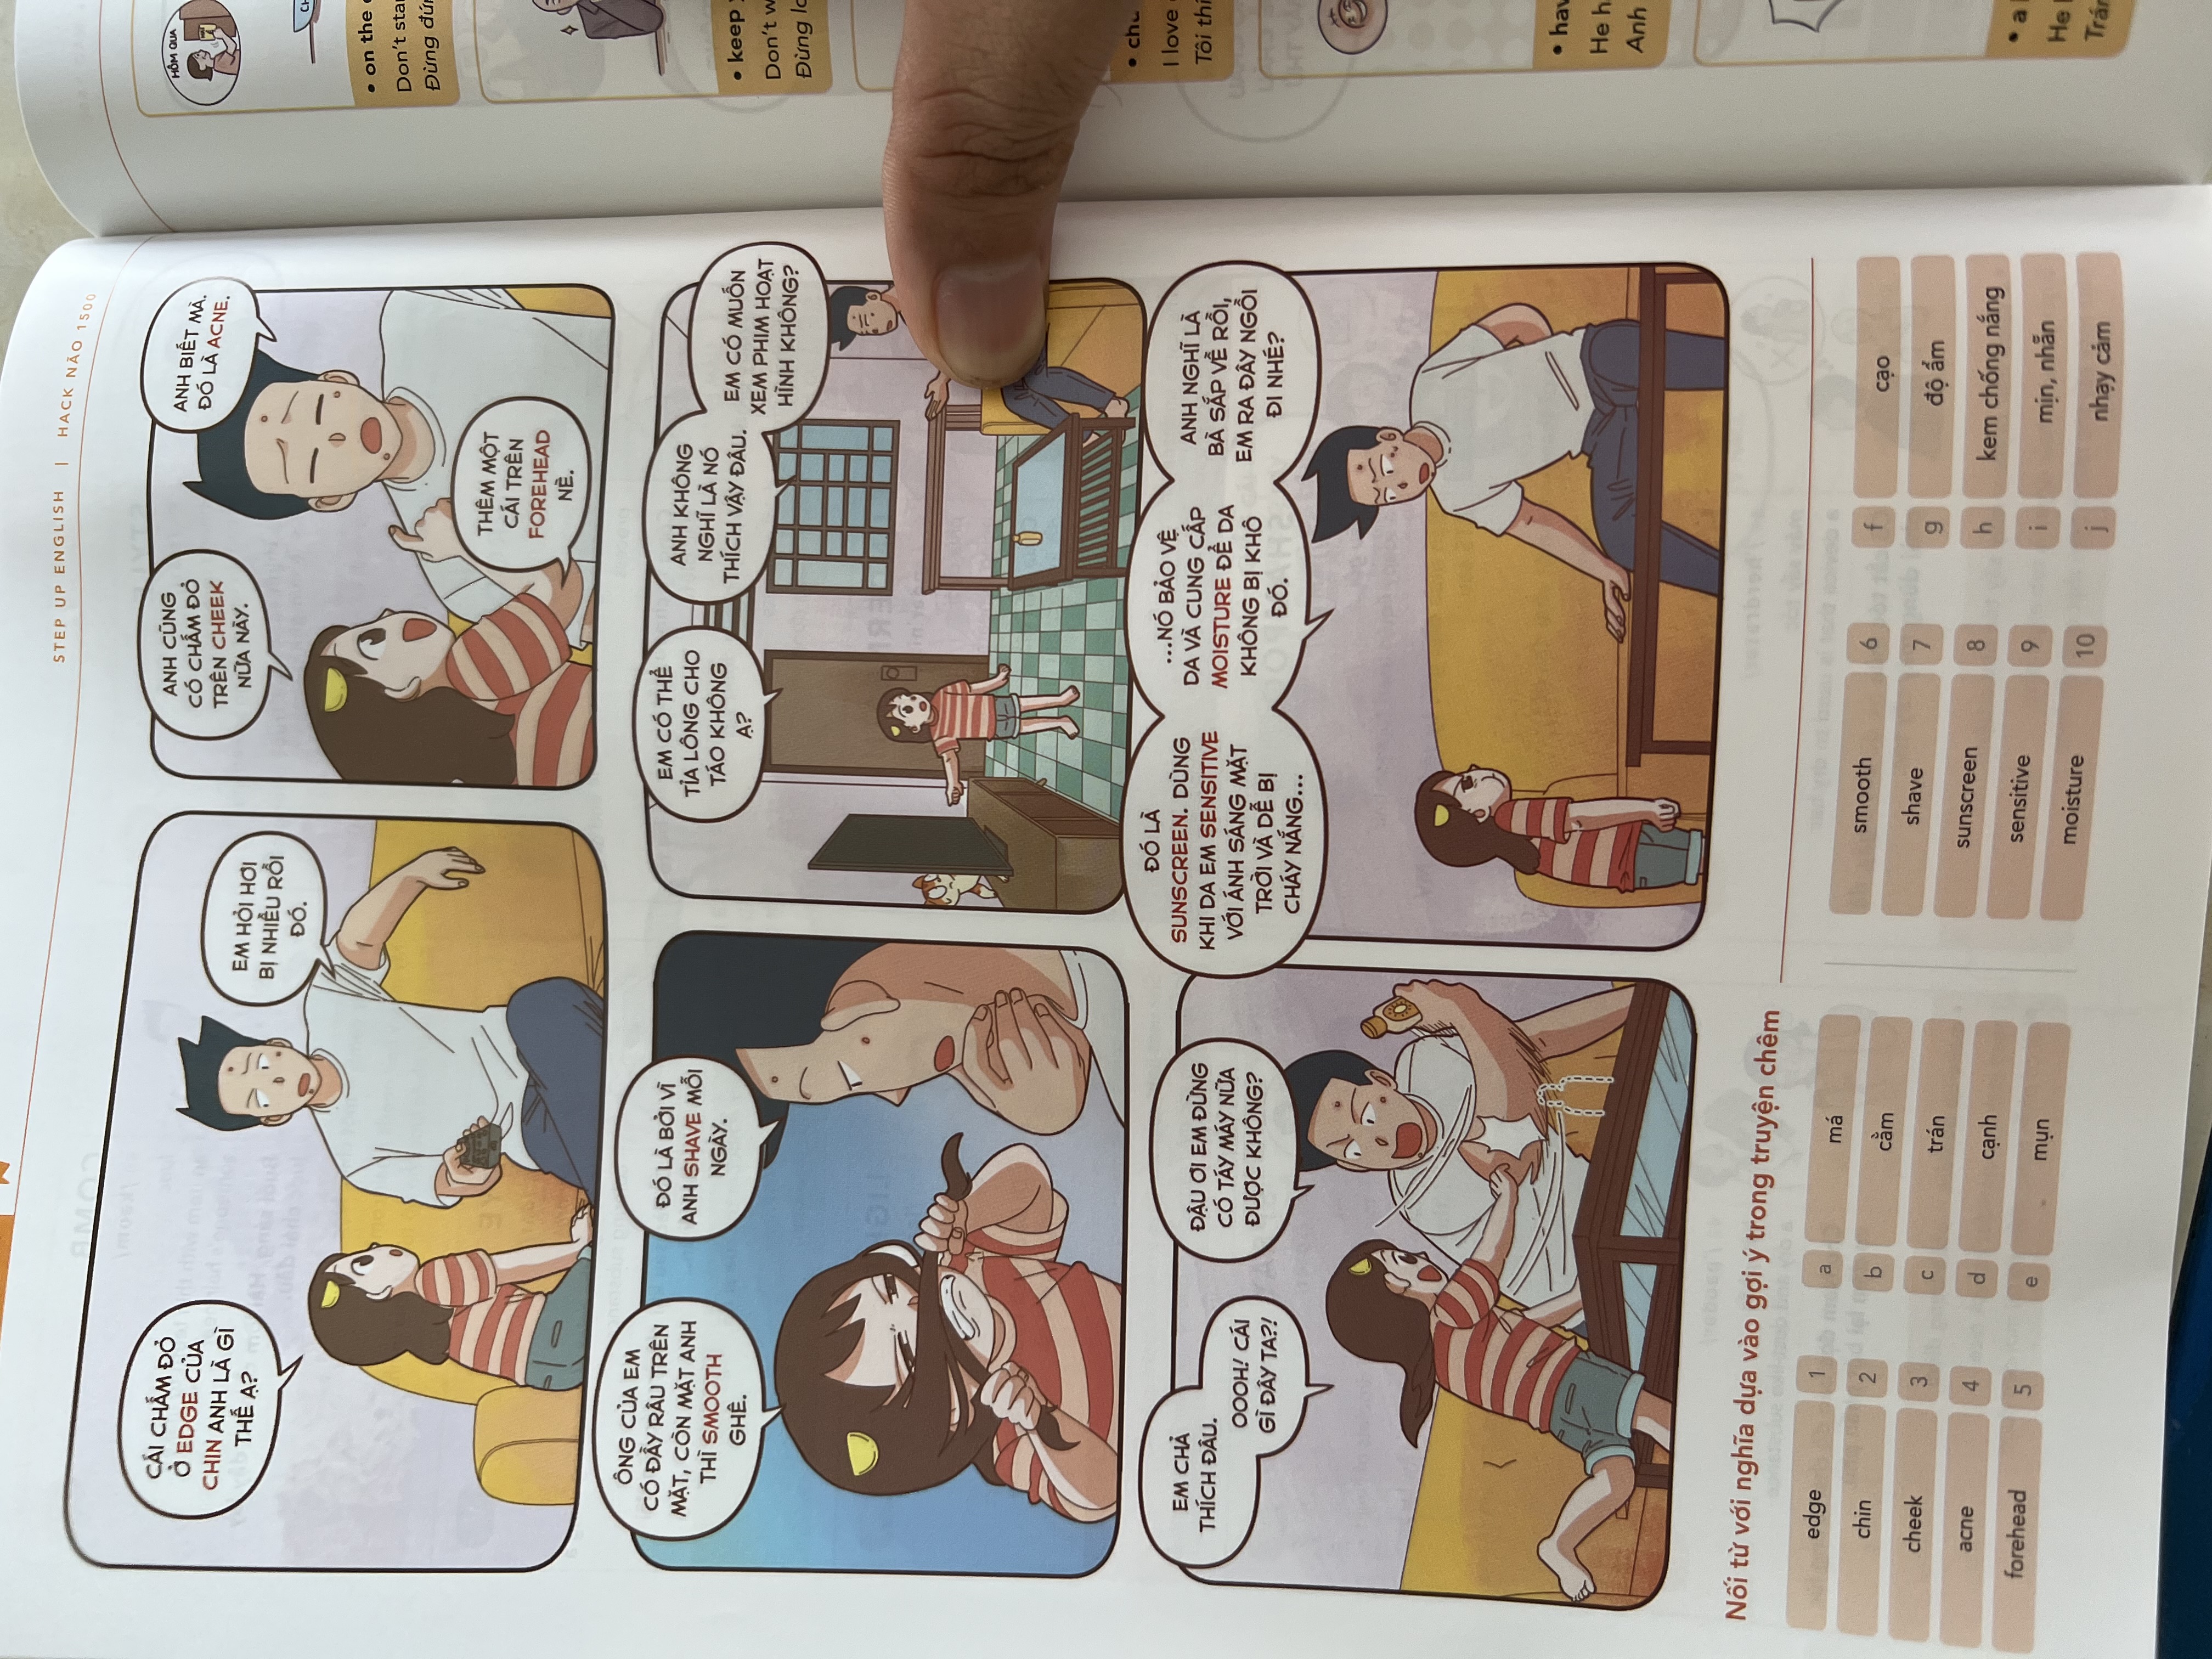 STEP UP ENGLISH | HACK NÃO 1500
CÁI CHẤM ĐỎ
Ở EDGE CỦA
CHIN ANH LÀ GÌ
THẾ Ạ?
EM HỎI HƠI
BỊ NHIỀU RỒI
ĐÓ.
ANH CŨNG
CÓ CHẤM ĐỎ
TRÊN CHEEK
NỮA NÀY.
ANH BIẾT MÀ.
ĐÓ LÀ ACNE.
THÊM MỘT
CÁI TRÊN
FOREHEAD
NÈ.
ÔNG CỦA EM
CÓ ĐẦY RÂU TRÊN
MẶT, CÒN MẶT ANH
THÌ SMOOTH
GHÊ.
ĐÓ LÀ BỞI VÌ
ANH SHAVE MỖI
NGÀY.
EM CÓ THỂ
TỈA LÔNG CHO
TÁO KHÔNG
Ạ?
ANH KHÔNG
NGHĨ LÀ NÓ
THÍCH VẬY ĐÂU.
EM CÓ MUỐN
XEM PHIM HOẠT
HÌNH KHÔNG?
EM CHẢ
THÍCH ĐÂU.
OOOH! CÁI
GÌ ĐÂY TA?!
ĐẬU ƠI EM ĐỪNG
CÓ TÁY MÁY NỮA
ĐƯỢC KHÔNG?
ĐÓ LÀ
SUNSCREEN. DÙNG
KHI DA EM SENSITIVE
VỚI ÁNH SÁNG MẶT
TRỜI VÀ DỄ BỊ
CHÁY NẮNG...
...NÓ BẢO VỆ
DA VÀ CUNG CẤP
MOISTURE ĐỂ DA
KHÔNG BỊ KHÔ
ĐÓ.
ANH NGHĨ LÀ
BÀ SẮP VỀ RỒI,
EM RA ĐÂY NGỒI
ĐI NHÉ?
Nối từ với nghĩa dựa vào gợi ý trong truyện chêm
edge 1 a má
chin 2 b cằm
cheek 3 c trán
acne 4 d cạnh
forehead 5 e mụn
smooth 6 f cạo
shave 7 g độ ẩm
sunscreen 8 h kem chống nắng
sensitive 9 i mịn, nhẵn
moisture 10 j nhạy cảm
HÔM QUA
• on the
Don't
Đừng
• keep
Don't
Đừng
I love
Tôi
He
Anh
• a
He